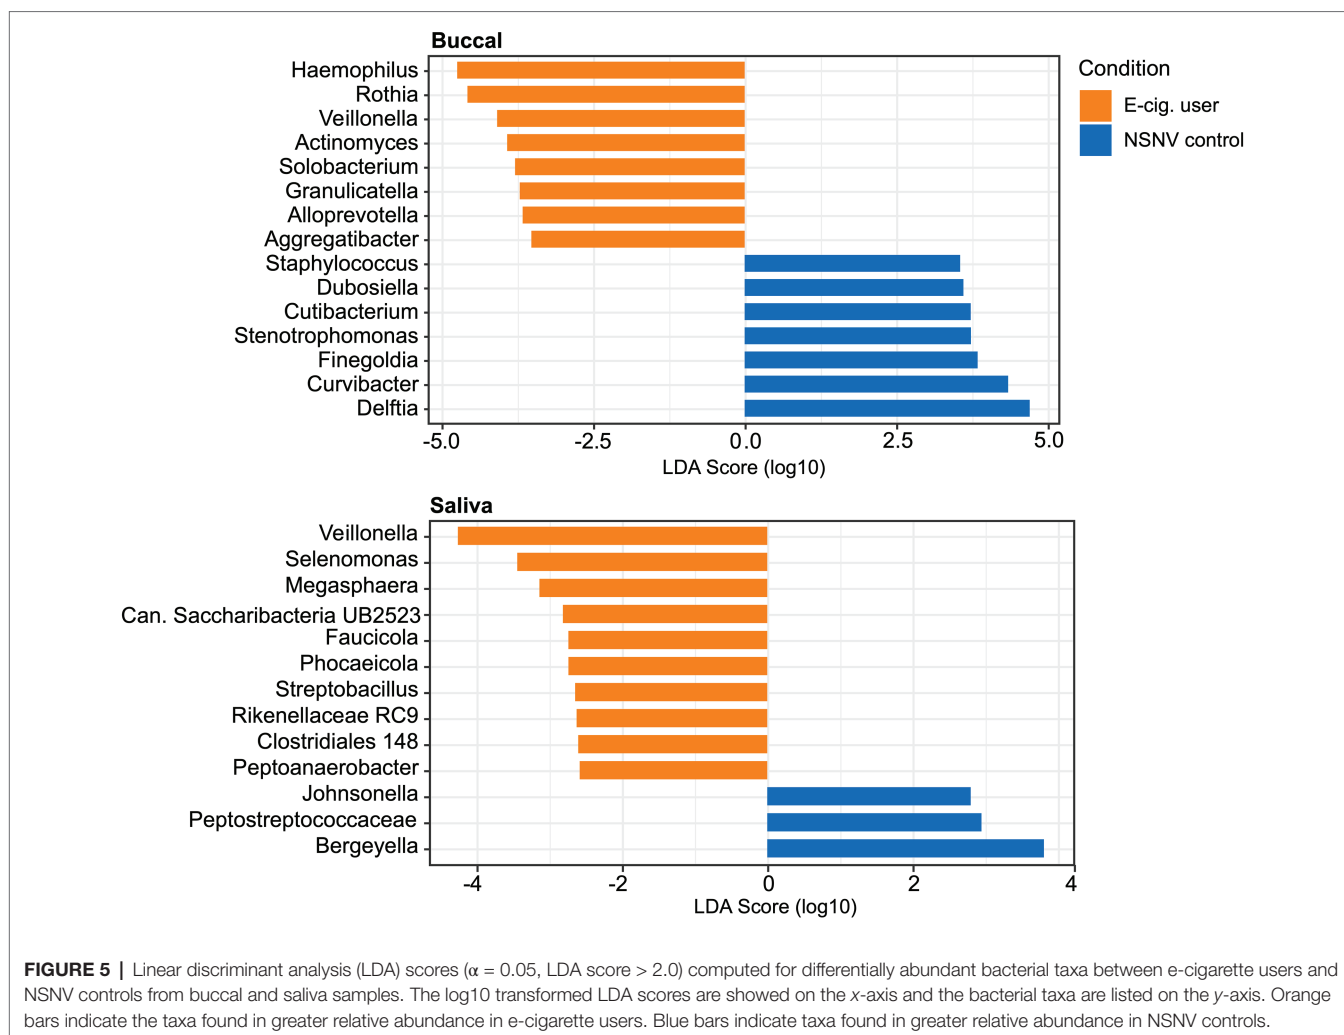 Buccal
Haemophilus
Rothia
Veillonella
Actinomyces
Solobacterium
Granulicatella
Alloprevotella
Aggregatibacter
Staphylococcus
Dubosiella
Cutibacterium
Stenotrophomonas
Finegoldia
Curvibacter
Delftia
-5.0 -2.5 0.0 2.5 5.0
LDA Score (log10)
Condition
E-cig. user
NSNV control
Saliva
Veillonella
Selenomonas
Megasphaera
Can. Saccharibacteria UB2523
Faucicola
Phocaeicola
Streptobacillus
Rikenellaceae RC9
Clostridiales 148
Peptoanaerobacter
Johnsonella
Peptostreptococcaceae
Bergeyella
-4 -2 0 2 4
LDA Score (log10)
FIGURE 5 | Linear discriminant analysis (LDA) scores (α = 0.05, LDA score > 2.0) computed for differentially abundant bacterial taxa between e-cigarette users and
NSNV controls from buccal and saliva samples. The log10 transformed LDA scores are showed on the x-axis and the bacterial taxa are listed on the y-axis. Orange
bars indicate the taxa found in greater relative abundance in e-cigarette users. Blue bars indicate taxa found in greater relative abundance in NSNV controls.